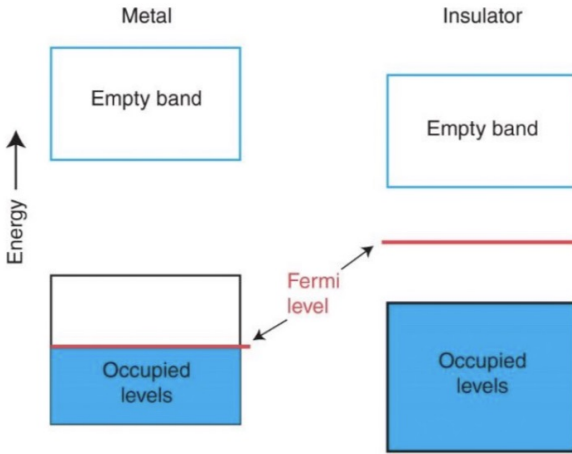 Metal
Insulator
Empty band
Empty band
Energy
Fermi
level
Occupied
levels
Occupied
levels